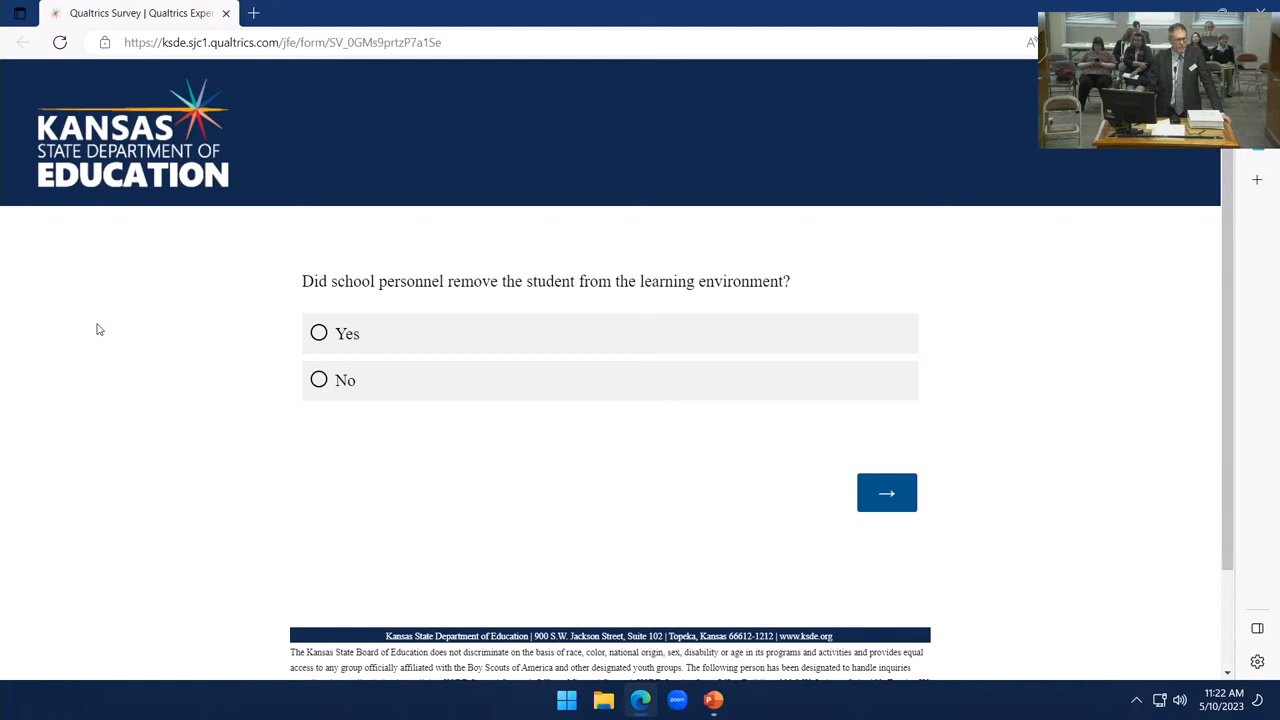 Qualtrics Survey | Qualtrics Exper
https://ksde.sjc1.qualtrics.com/jfe/form/SV_0GMs9prtzP7a1Se
KANSAS
STATE DEPARTMENT OF
EDUCATION
Did school personnel remove the student from the learning environment?
Yes
No
→
Kansas State Department of Education | 900 S.W. Jackson Street, Suite 102 | Topeka, Kansas 66612-1212 | www.ksde.org
The Kansas State Board of Education does not discriminate on the basis of race, color, national origin, sex, disability or age in its programs and activities and provides equal
access to any group officially affiliated with the Boy Scouts of America and other designated youth groups. The following person has been designated to handle inquiries
zoom
11:22 AM
5/10/2023